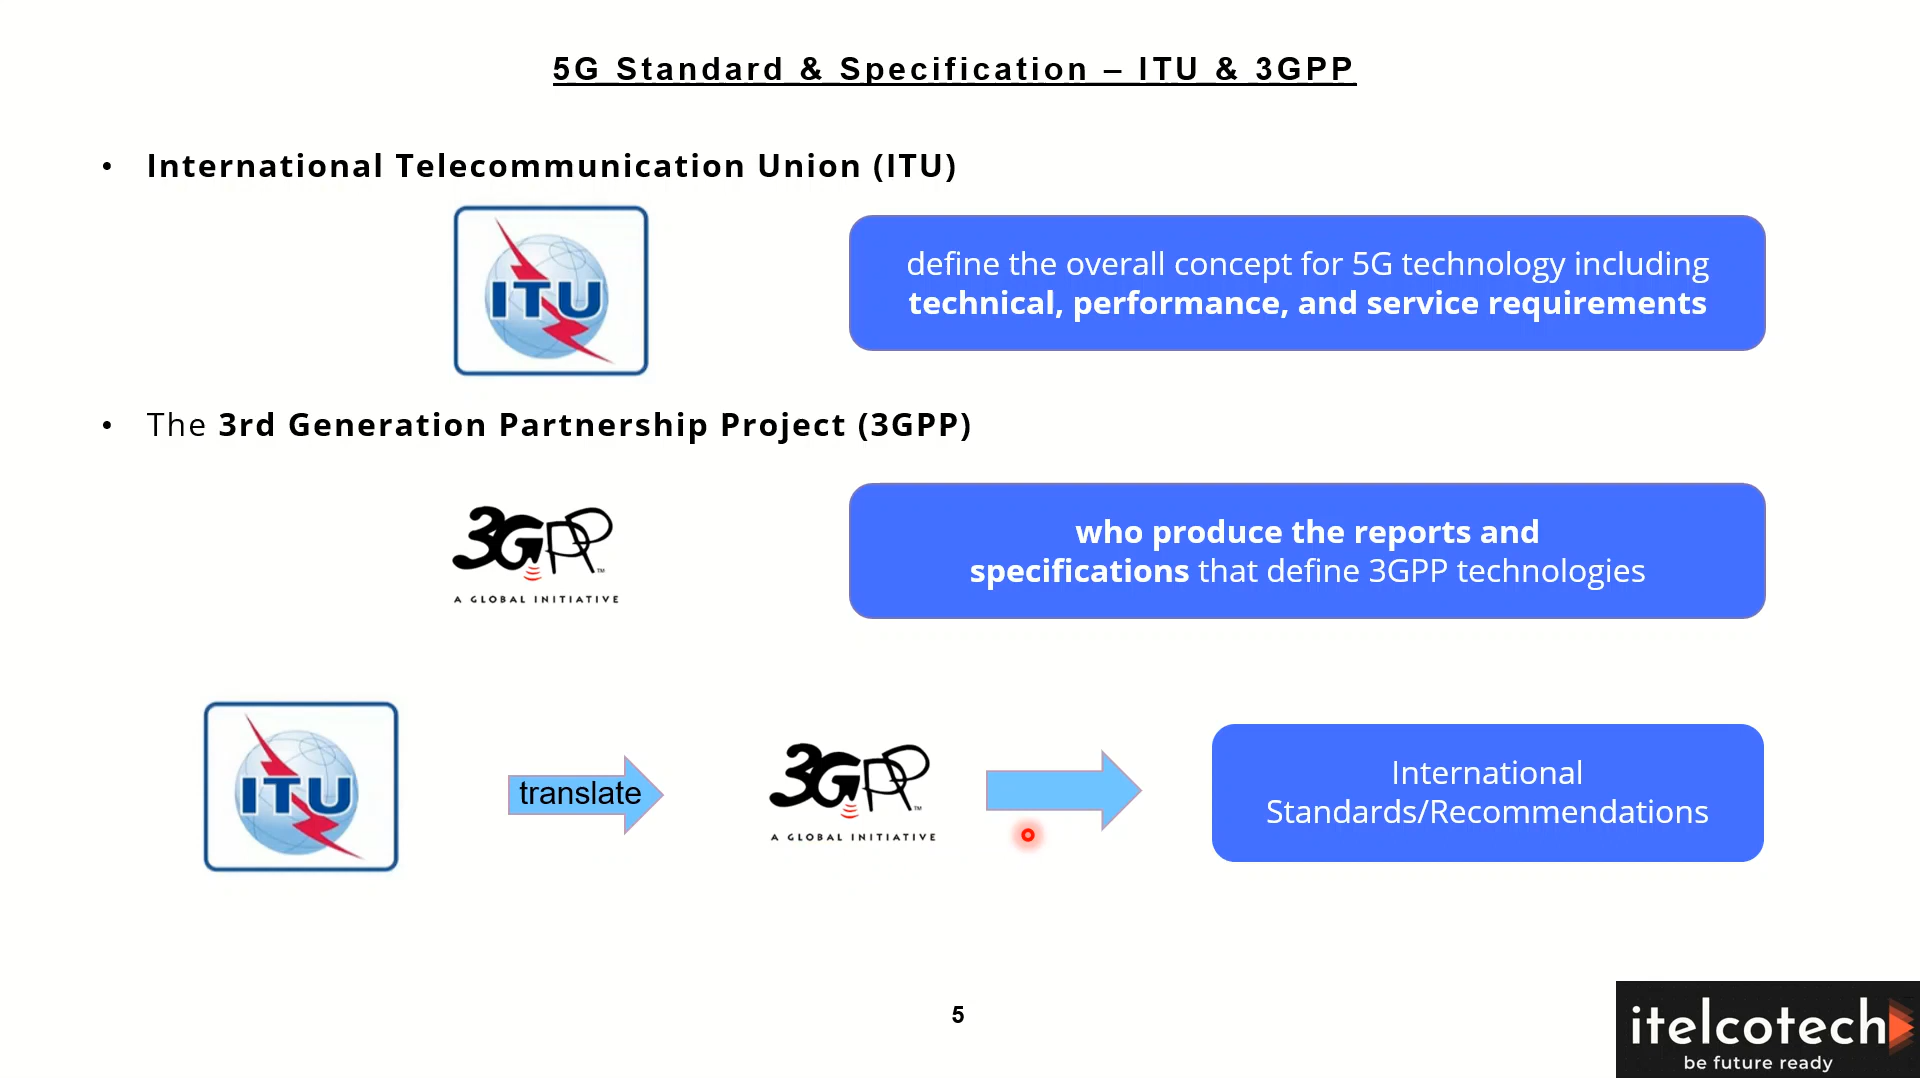 5G Standard & Specification – ITU & 3GPP
• International Telecommunication Union (ITU)
ITU
define the overall concept for 5G technology including
technical, performance, and service requirements
• The 3rd Generation Partnership Project (3GPP)
3GPP™
A GLOBAL INITIATIVE
who produce the reports and
specifications that define 3GPP technologies
ITU
translate
3GPP™
A GLOBAL INITIATIVE
International
Standards/Recommendations
5
itelcotech
be future ready